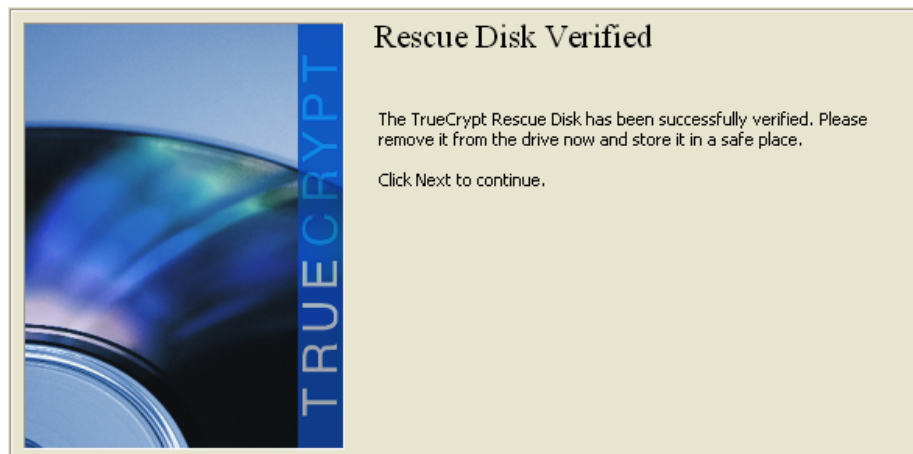 Rescue Disk Verified
The TrueCrypt Rescue Disk has been successfully verified. Please
remove it from the drive now and store it in a safe place.
Click Next to continue.
TRUECRYPT